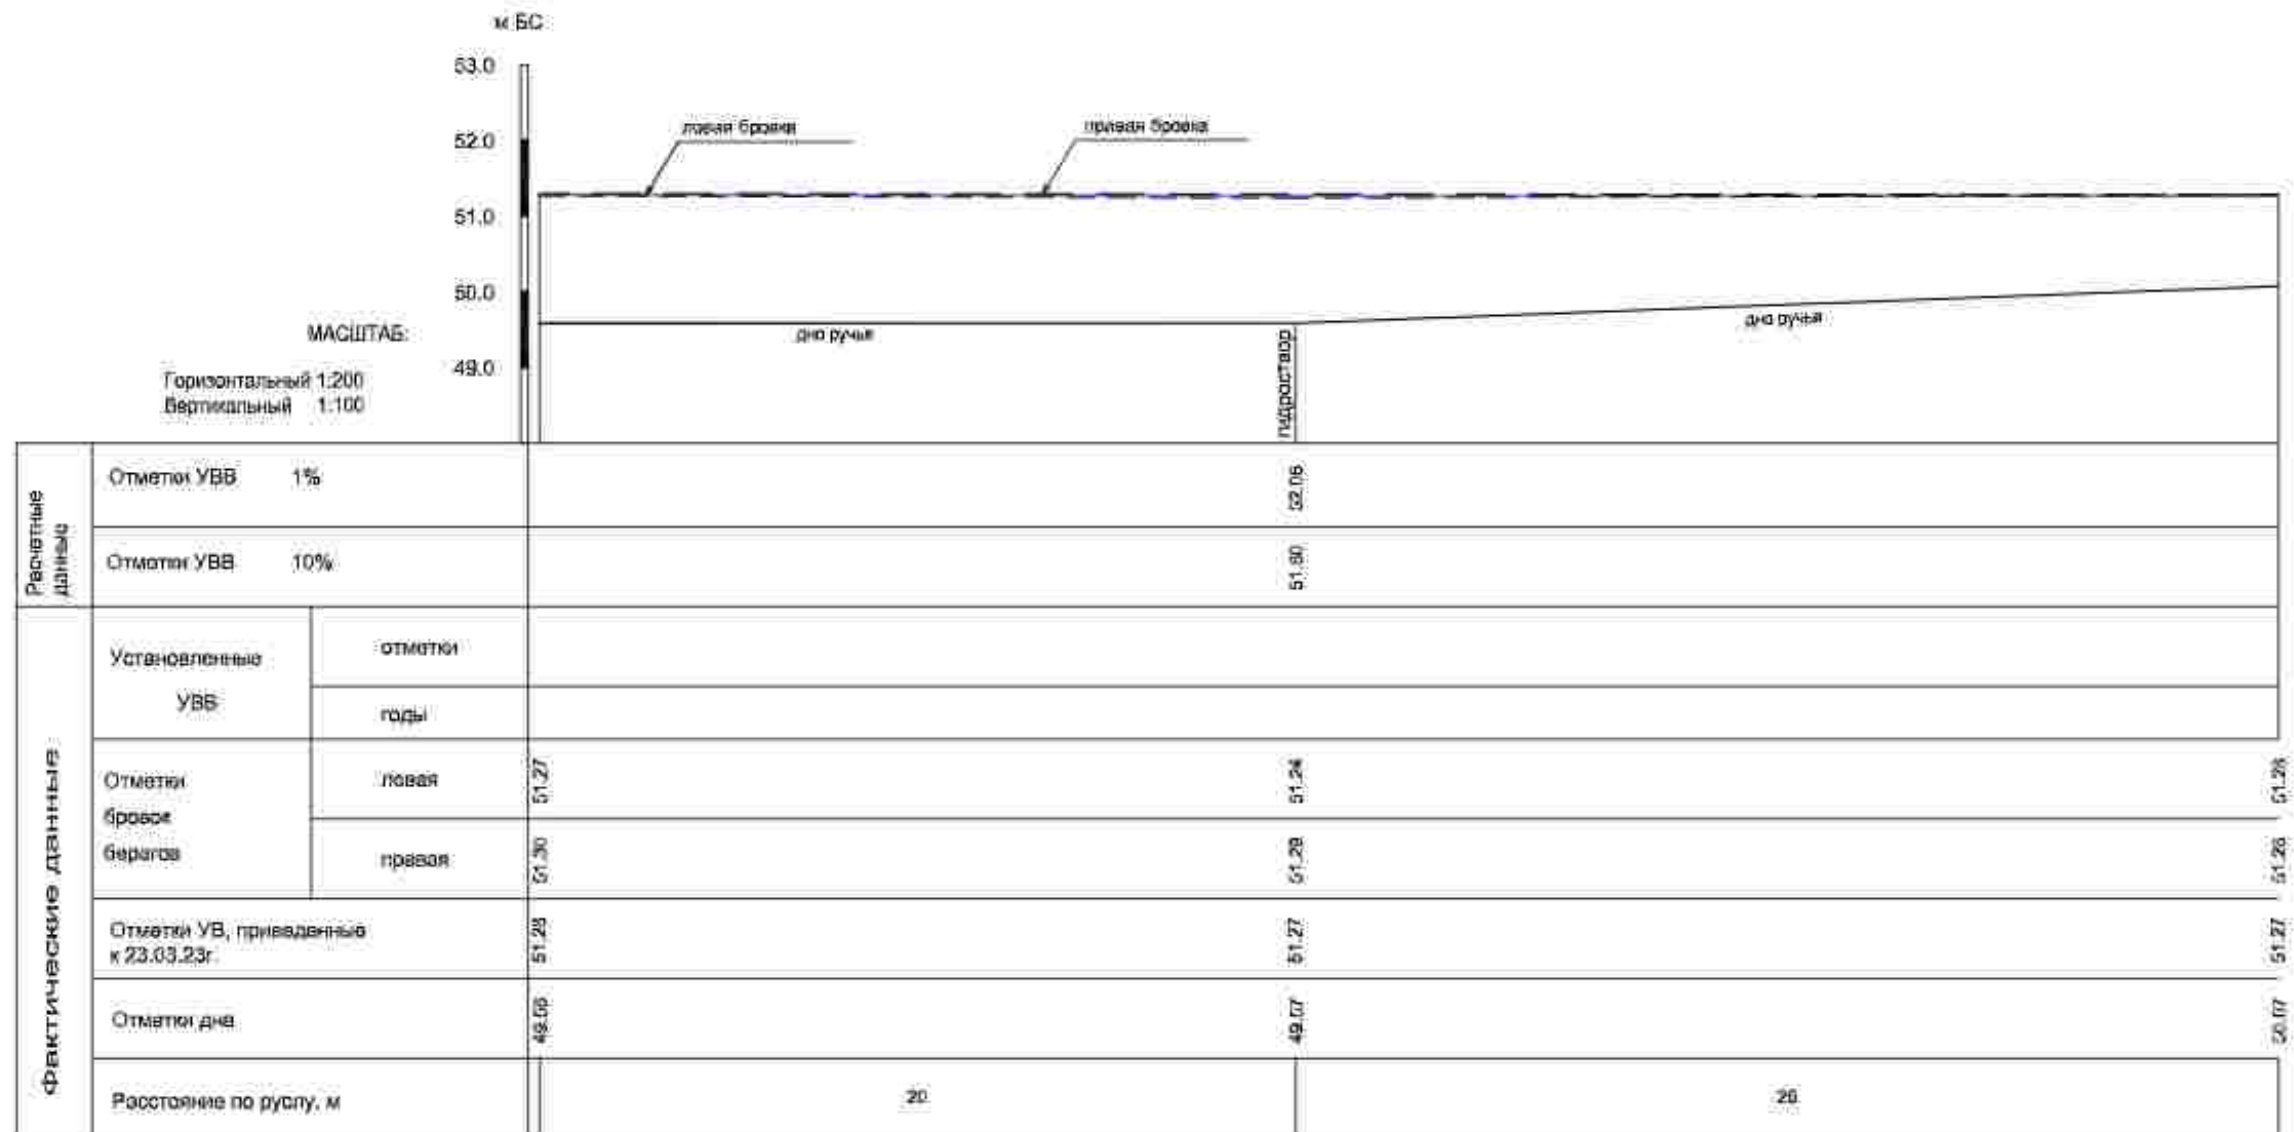 м БС
53.0
52.0
51.0
50.0
49.0
левая бровка
правая бровка
дно ручья
дно ручья
гидроствор
МАСШТАБ:
Горизонтальный 1:200
Вертикальный 1:100
Расчетные данные
Отметки УВВ 1%
52.06
Отметки УВВ 10%
51.60
Фактические данные
Установленные УВВ
отметки
годы
Отметки
бровок
берегов
левая
51.27
51.24
51.28
правая
51.30
51.29
51.28
Отметки УВ, приведенные
к 23.03.23г.
51.28
51.27
51.27
Отметки дна
50.07
Расстояние по руслу, м
20
26